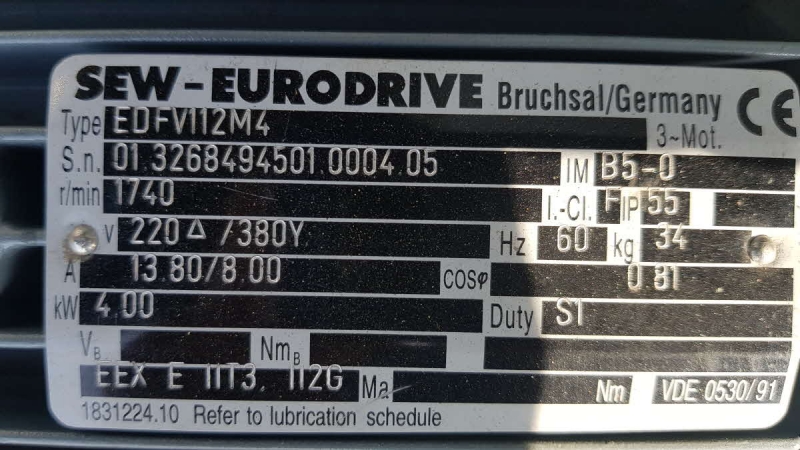 SEW-EURODRIVE Bruchsal/Germany CE
Type EDFV112M4 3~Mot.
S.n. 01.3268494501.0004.05 IM B5-0
r/min 1740 I.-Cl. F IP 55
V 220 Δ /380Y Hz 60 kg 34
A 13.80/8.00 cosφ 0.81
kW 4.00 Duty S1
VB NmB
EEX E IIT3. II2G Ma Nm VDE 0530/91
1831224.10 Refer to lubrication schedule